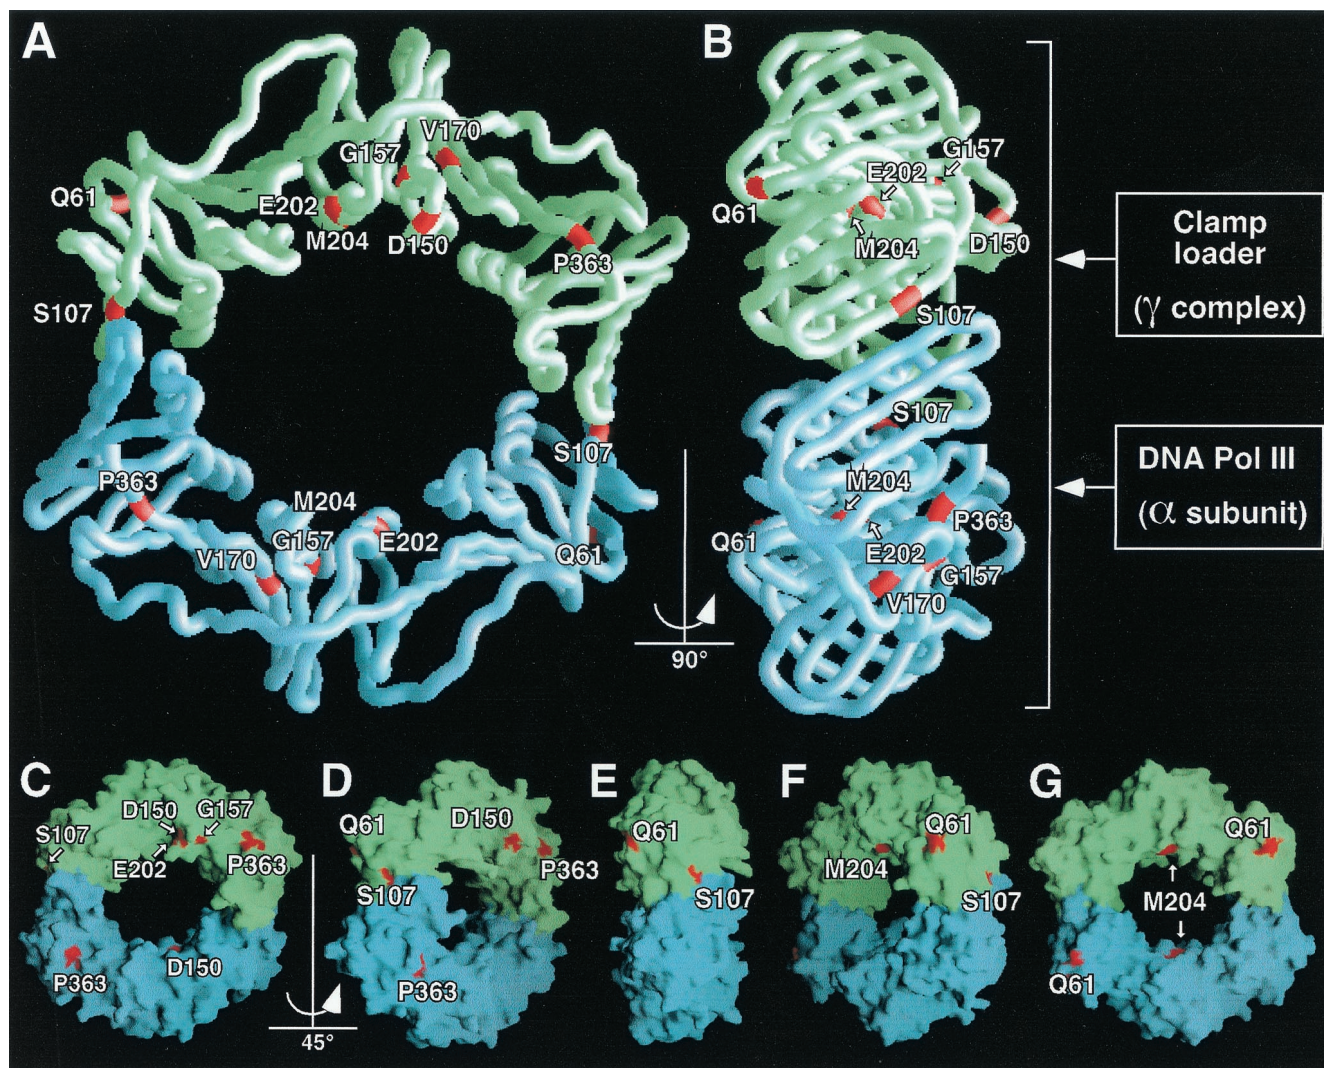 A
V170
G157
Q61
E202
M204
D150
P363
S107
S107
P363
M204
G157
E202
V170
Q61
90°
B
G157
E202
Q61
M204
D150
S107
S107
M204
Q61
P363
E202
G157
V170
Clamp
loader
(γ complex)
DNA Pol III
(α subunit)
C
D150
G157
S107
E202
P363
D150
P363
45°
D
Q61
D150
P363
S107
P363
E
Q61
S107
F
Q61
M204
S107
G
Q61
M204
Q61